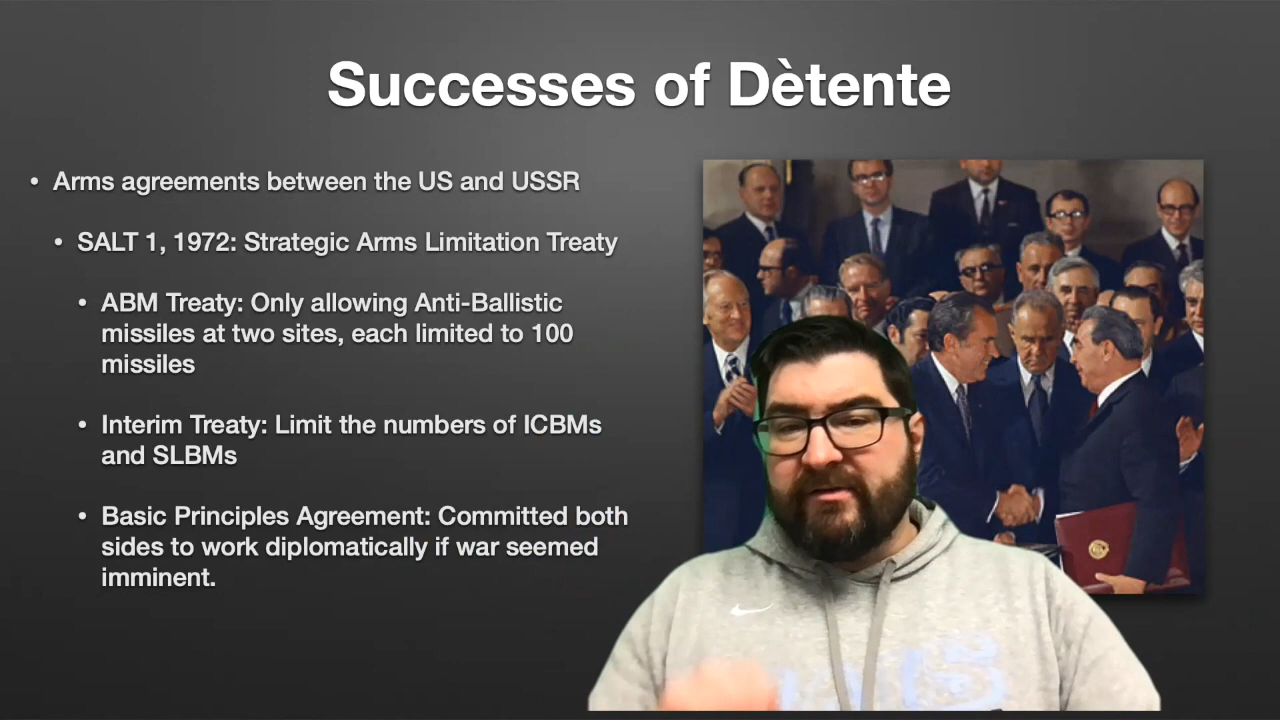 Successes of Dètente
• Arms agreements between the US and USSR
• SALT 1, 1972: Strategic Arms Limitation Treaty
• ABM Treaty: Only allowing Anti-Ballistic
missiles at two sites, each limited to 100
missiles
• Interim Treaty: Limit the numbers of ICBMs
and SLBMs
• Basic Principles Agreement: Committed both
sides to work diplomatically if war seemed
imminent.